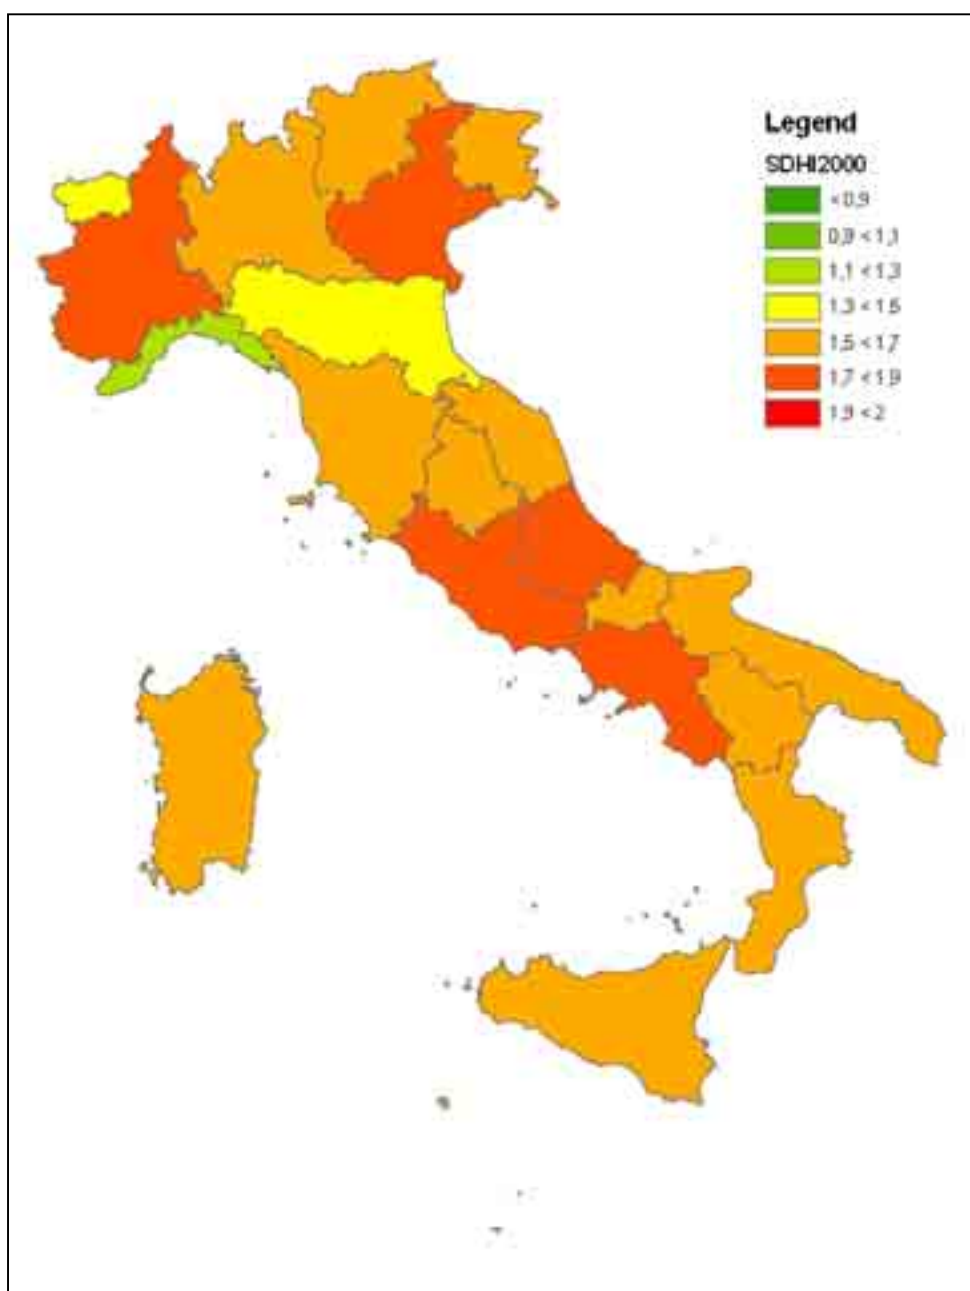 Legend
SDHI2000
< 0,9
0,9 < 1,1
1,1 < 1,3
1,3 < 1,5
1,5 < 1,7
1,7 < 1,9
1,9 < 2